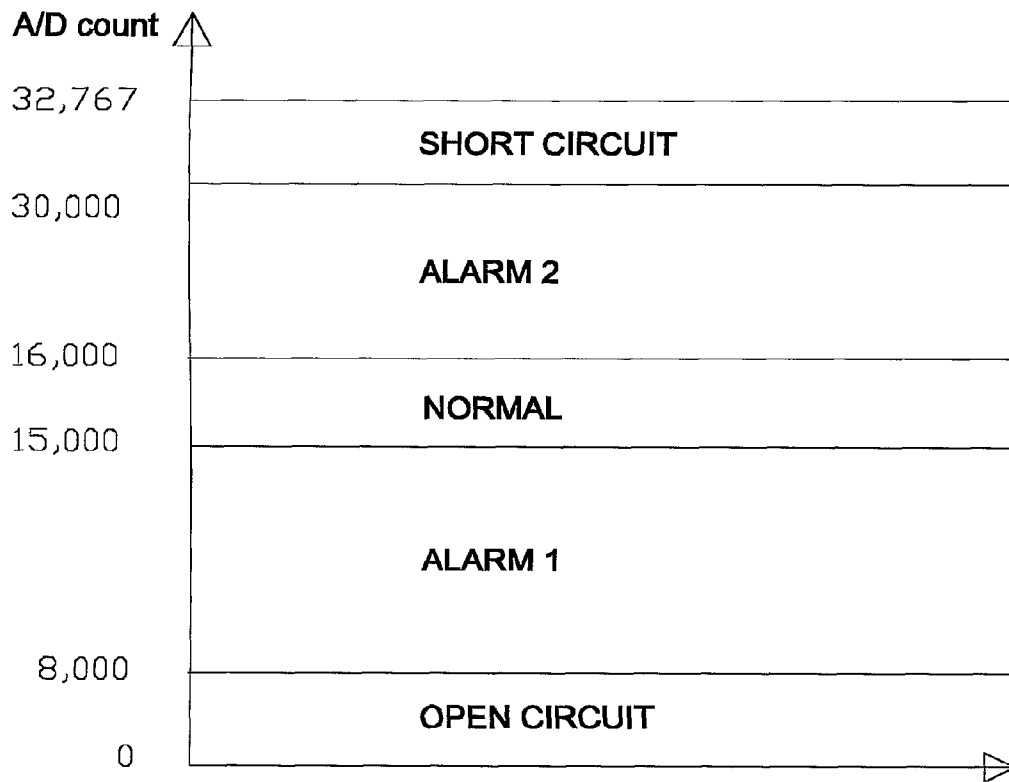 A/D count
32,767
SHORT CIRCUIT
30,000
ALARM 2
16,000
NORMAL
15,000
ALARM 1
8,000
OPEN CIRCUIT
0